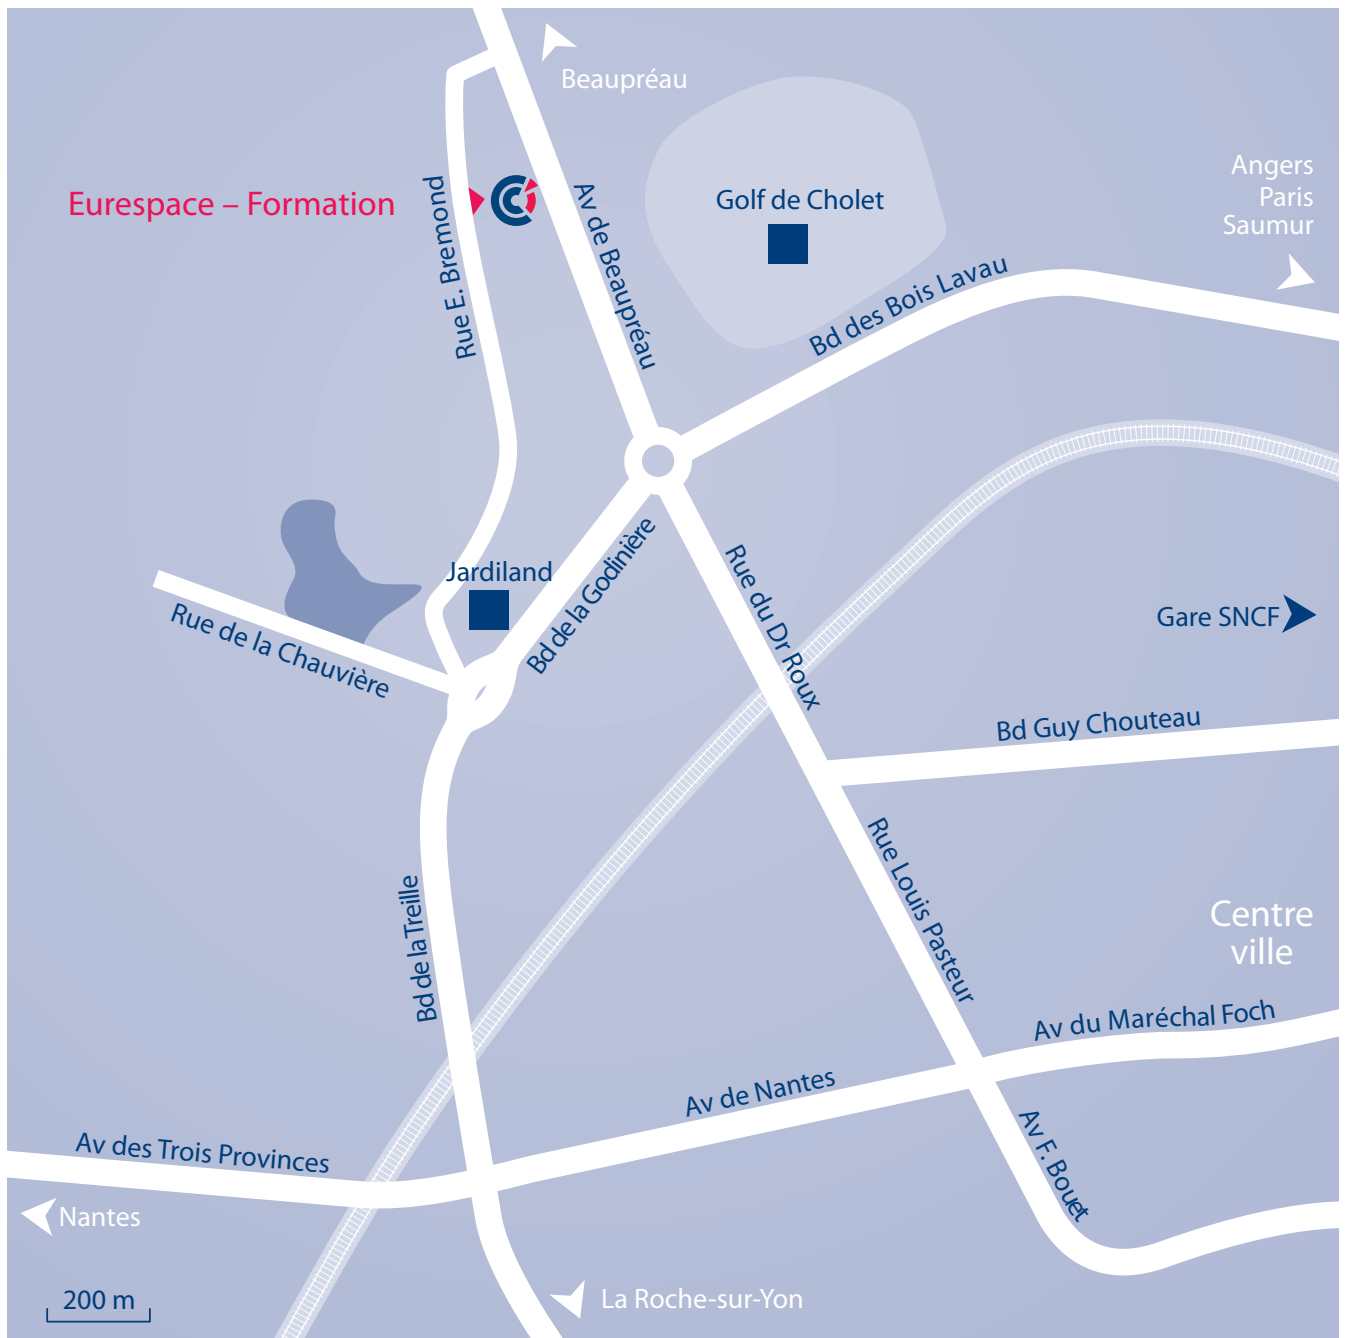 Beaupréau
Angers
Paris
Saumur
Eurespace – Formation
Golf de Cholet
Rue E. Bremond
Av de Beaupréau
Bd des Bois Lavau
Jardiland
Bd de la Godinière
Rue du Dr Roux
Rue de la Chauvière
Gare SNCF
Bd Guy Chouteau
Rue Louis Pasteur
Bd de la Treille
Centre
ville
Av du Maréchal Foch
Av de Nantes
Av des Trois Provinces
Av F. Bouet
Nantes
200 m
La Roche-sur-Yon